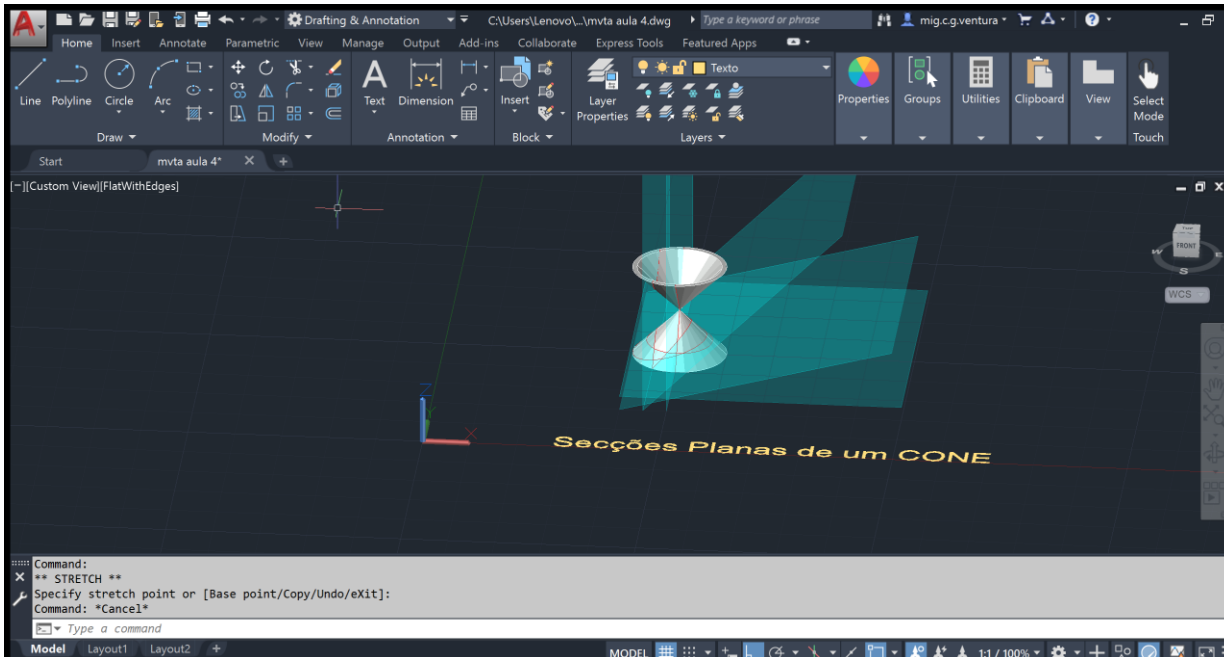 Drafting & Annotation C:\Users\Lenovo\...\mvta aula 4.dwg Type a keyword or phrase mig.c.g.ventura
Home Insert Annotate Parametric View Manage Output Add-ins Collaborate Express Tools Featured Apps
Texto
Line Polyline Circle Arc Text Dimension Insert Layer Properties Properties Groups Utilities Clipboard View Select Mode
Draw Modify Annotation Block Layers Touch
Start mvta aula 4*
[−][Custom View][FlatWithEdges]
TOP
FRONT
W E
S
WCS
Z
X
Secções Planas de um CONE
Command:
** STRETCH **
Specify stretch point or [Base point/Copy/Undo/eXit]:
Command: *Cancel*
Type a command
Model Layout1 Layout2 MODEL 1:1 / 100%